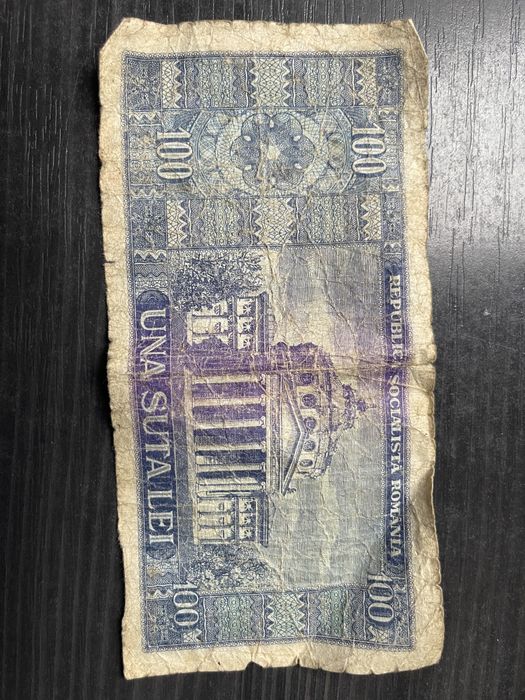 100 REPUBLICA SOCIALISTA ROMANIA 100
100 UNA SUTA LEI 100